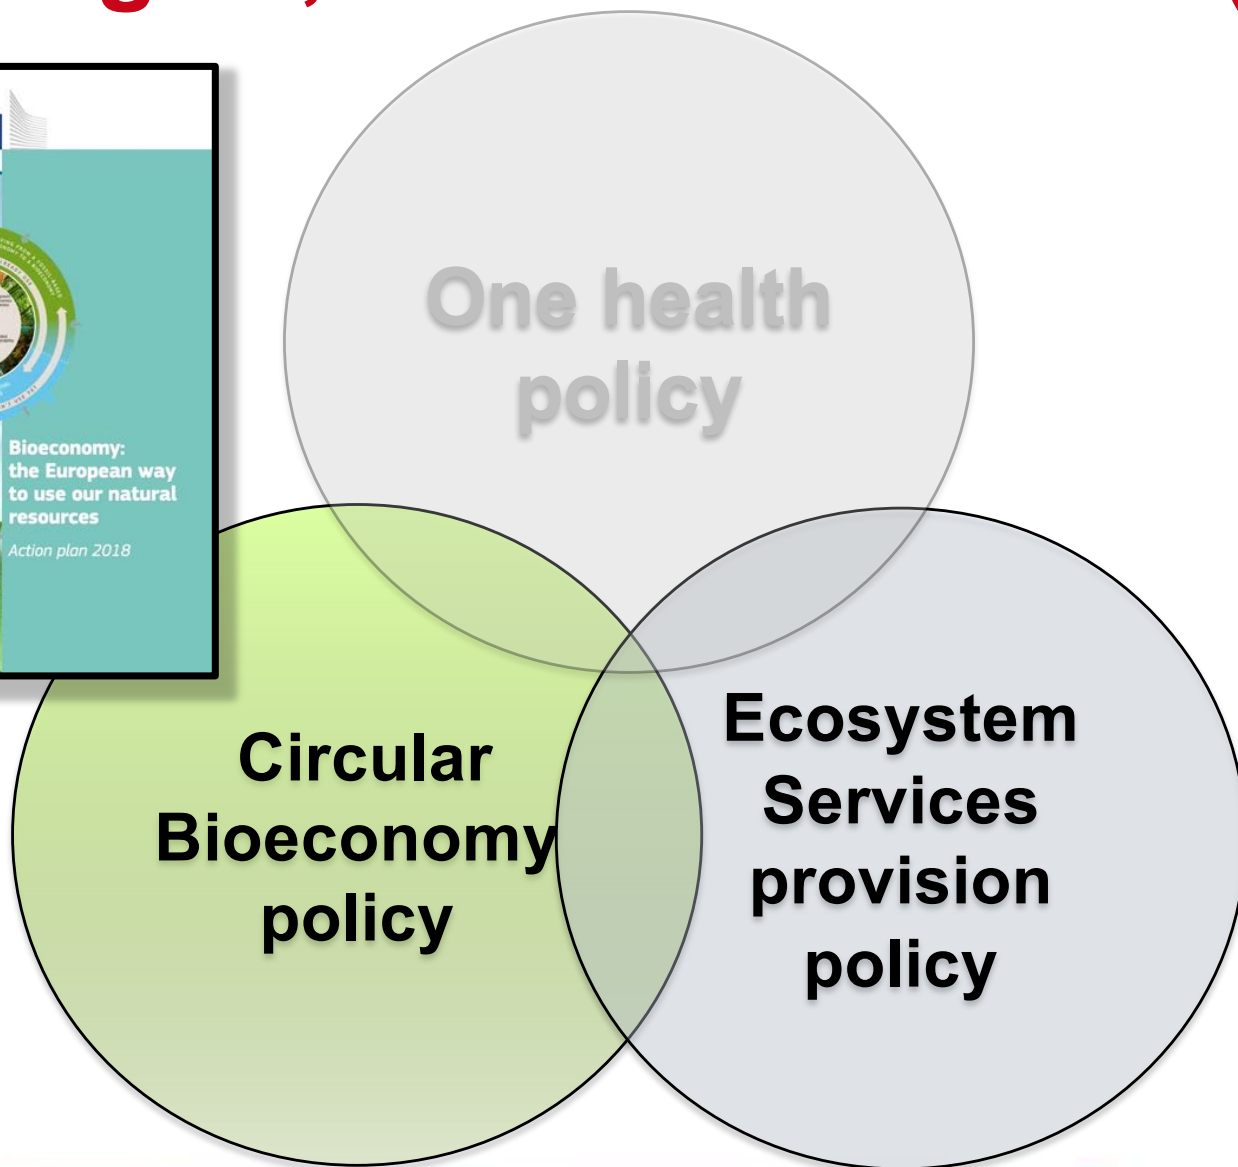 One health
policy
Bioeconomy:
the European way
to use our natural
resources
Action plan 2018
Circular
Bioeconomy
policy
Ecosystem
Services
provision
policy